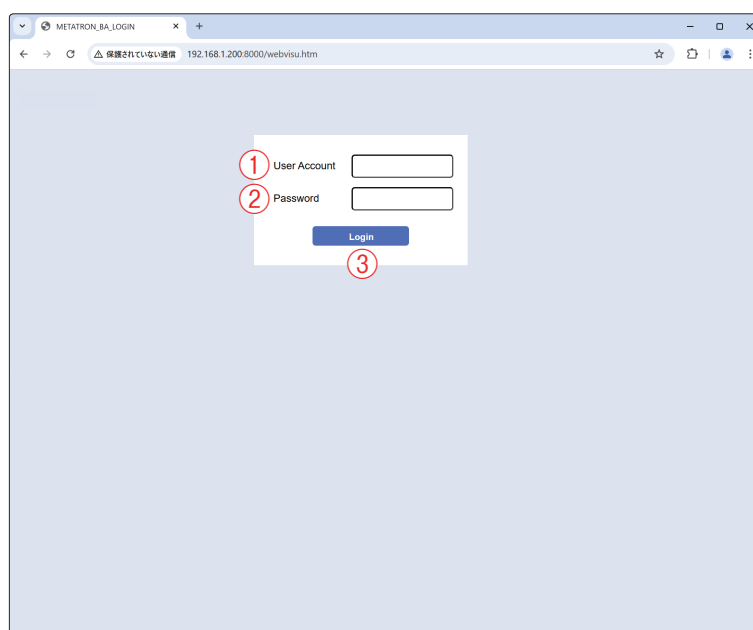 METATRON_BA_LOGIN
保護されていない通信 192.168.1.200:8000/webvisu.htm
① User Account
② Password
Login
③